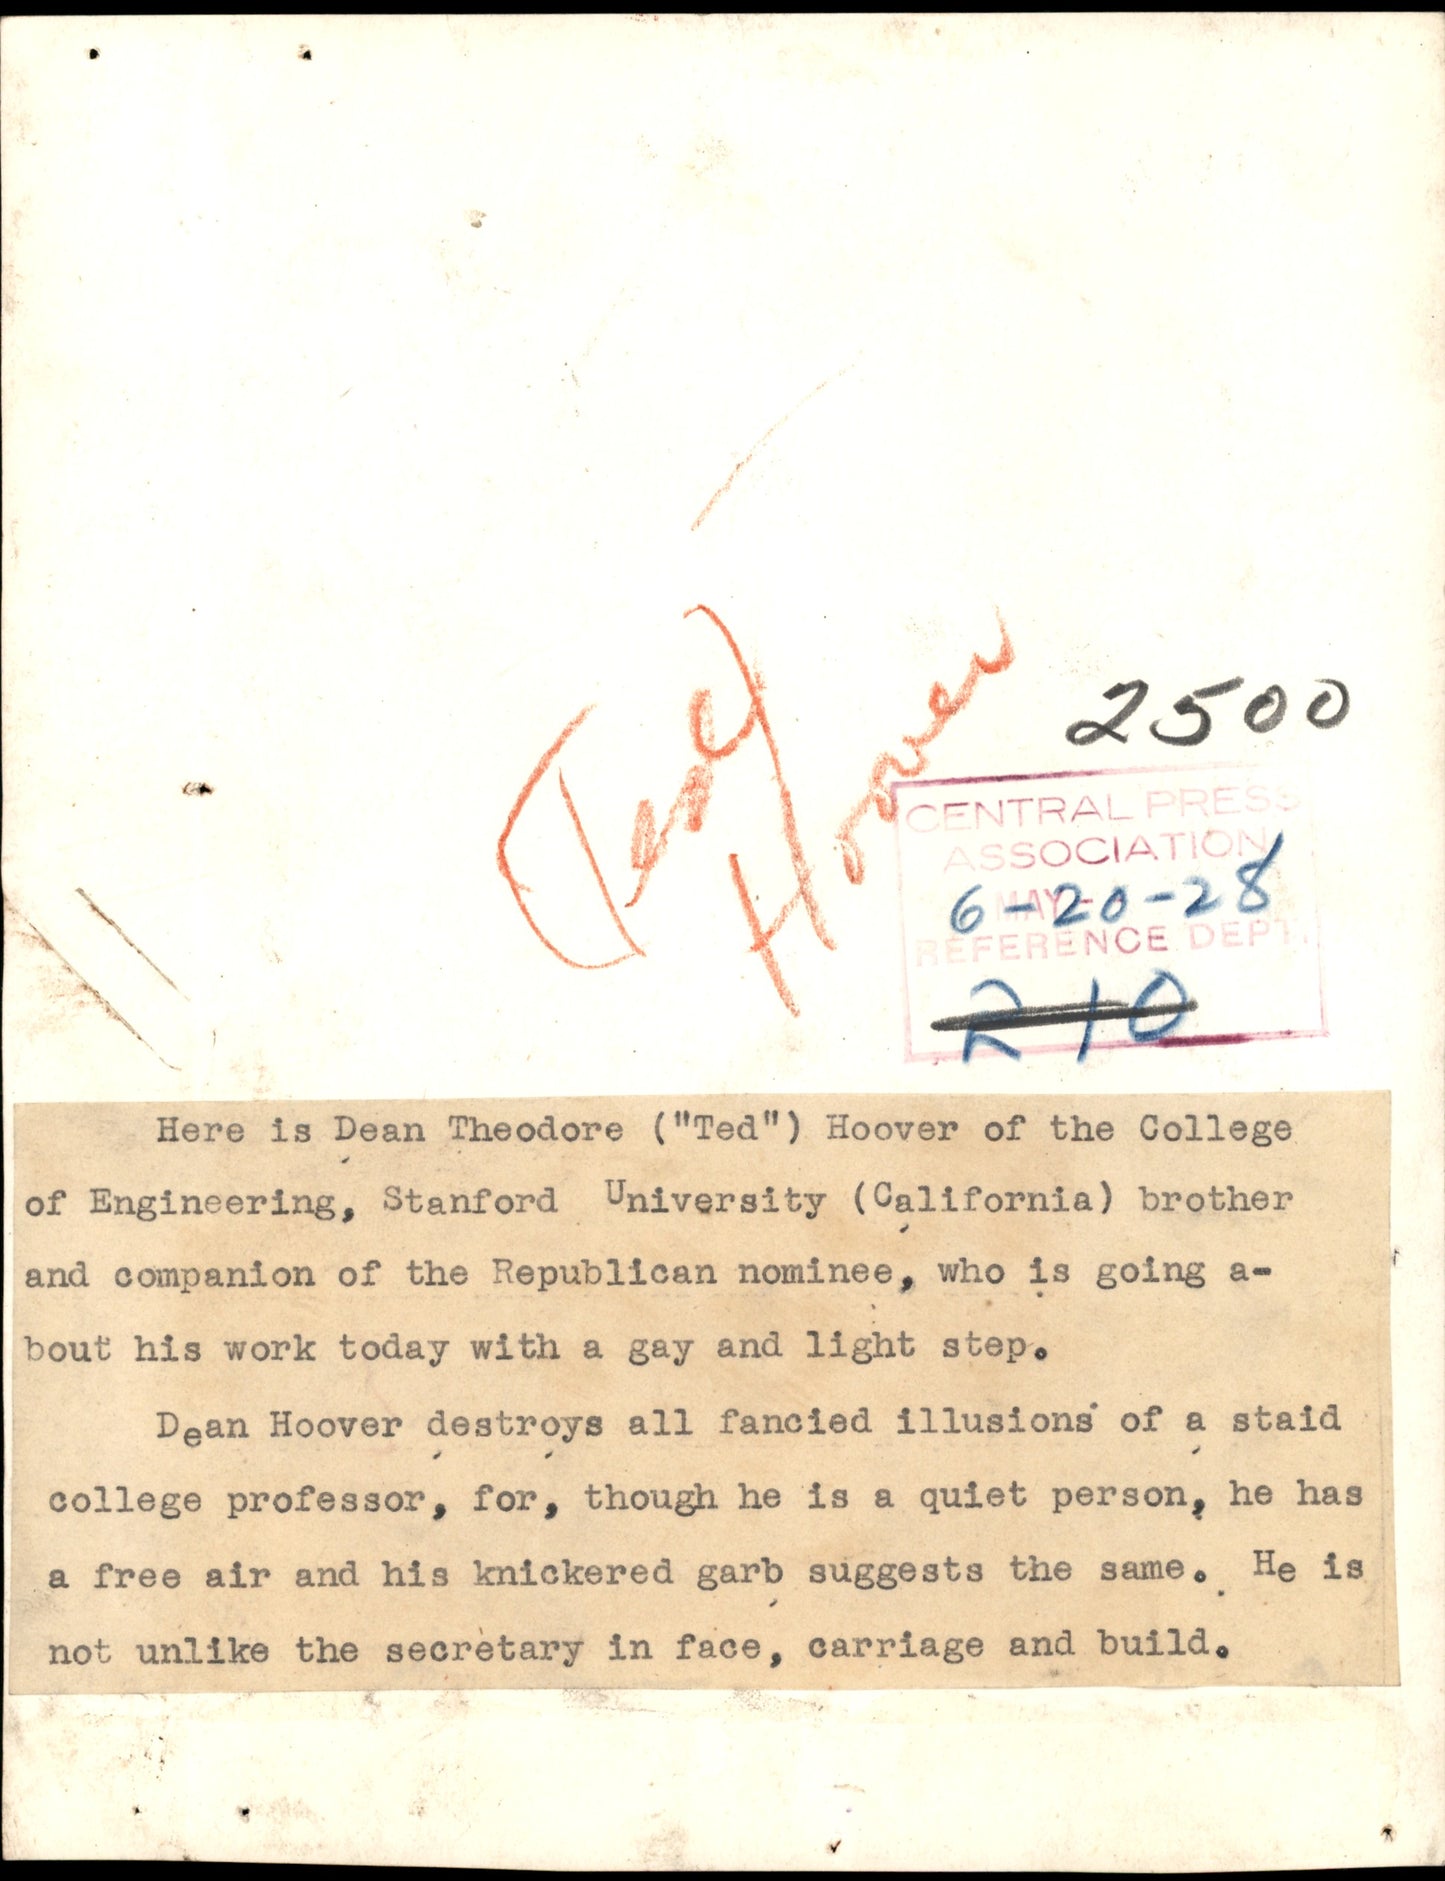 Ted
Hoover
2500
CENTRAL PRESS
ASSOCIATION
MAY
6-20-28
REFERENCE DEPT.
210
Here is Dean Theodore ("Ted") Hoover of the College
of Engineering, Stanford University (California) brother
and companion of the Republican nominee, who is going a-
bout his work today with a gay and light step.
Dean Hoover destroys all fancied illusions of a staid
college professor, for, though he is a quiet person, he has
a free air and his knickered garb suggests the same. He is
not unlike the secretary in face, carriage and build.